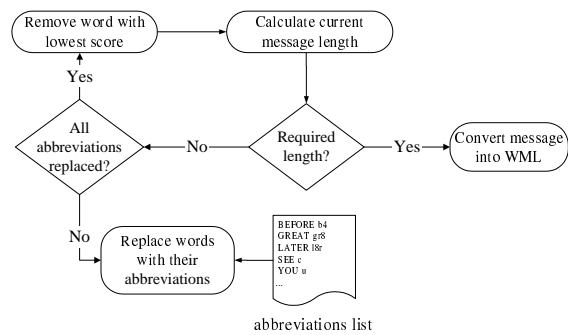 Remove word with
lowest score
Calculate current
message length
Yes
All
abbreviations
replaced?
No
Required
length?
Yes
Convert message
into WML
No
Replace words
with their
abbreviations
BEFORE b4
GREAT gr8
LATER l8r
SEE c
YOU u
...
abbreviations list